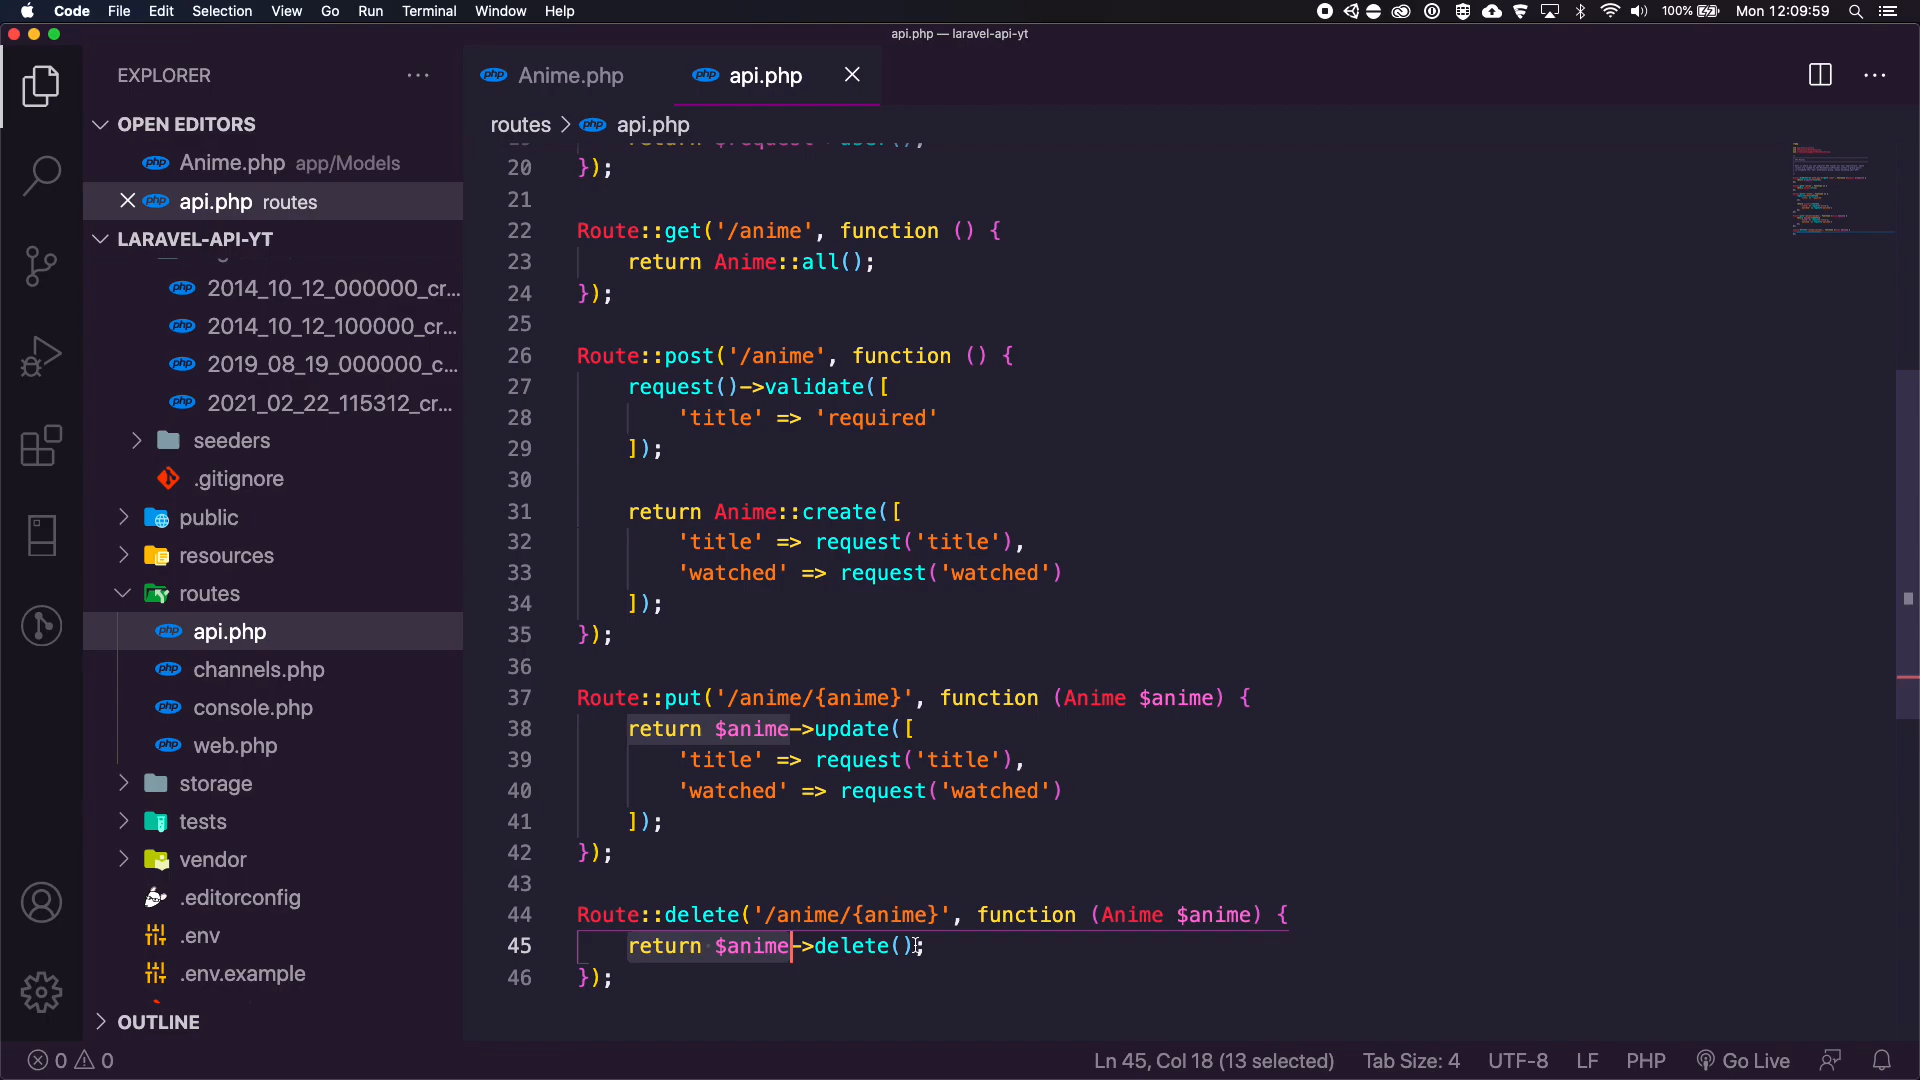 Code File Edit Selection View Go Run Terminal Window Help 100% Mon 12:09:59
api.php — laravel-api-yt
EXPLORER
OPEN EDITORS
Anime.php app/Models
api.php routes
LARAVEL-API-YT
2014_10_12_000000_cr...
2014_10_12_100000_cr...
2019_08_19_000000_c...
2021_02_22_115312_cr...
seeders
.gitignore
public
resources
routes
api.php
channels.php
console.php
web.php
storage
tests
vendor
.editorconfig
.env
.env.example
OUTLINE
php Anime.php php api.php
routes > php api.php
20 });
21
22 Route::get('/anime', function () {
23 return Anime::all();
24 });
25
26 Route::post('/anime', function () {
27 request()->validate([
28 'title' => 'required'
29 ]);
30
31 return Anime::create([
32 'title' => request('title'),
33 'watched' => request('watched')
34 ]);
35 });
36
37 Route::put('/anime/{anime}', function (Anime $anime) {
38 return $anime->update([
39 'title' => request('title'),
40 'watched' => request('watched')
41 ]);
42 });
43
44 Route::delete('/anime/{anime}', function (Anime $anime) {
45 return $anime->delete();
46 });
0 0 Ln 45, Col 18 (13 selected) Tab Size: 4 UTF-8 LF PHP Go Live